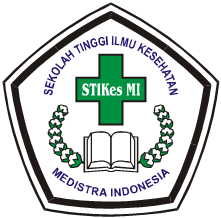 SEKOLAH TINGGI ILMU KESEHATAN
STIKes MI
MEDISTRA INDONESIA